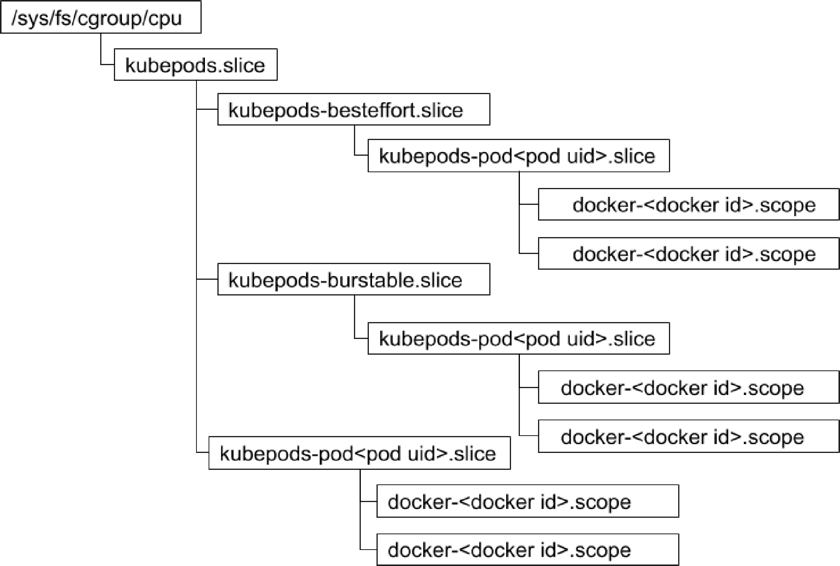 /sys/fs/cgroup/cpu
kubepods.slice
kubepods-besteffort.slice
kubepods-pod<pod uid>.slice
docker-<docker id>.scope
docker-<docker id>.scope
kubepods-burstable.slice
kubepods-pod<pod uid>.slice
docker-<docker id>.scope
docker-<docker id>.scope
kubepods-pod<pod uid>.slice
docker-<docker id>.scope
docker-<docker id>.scope